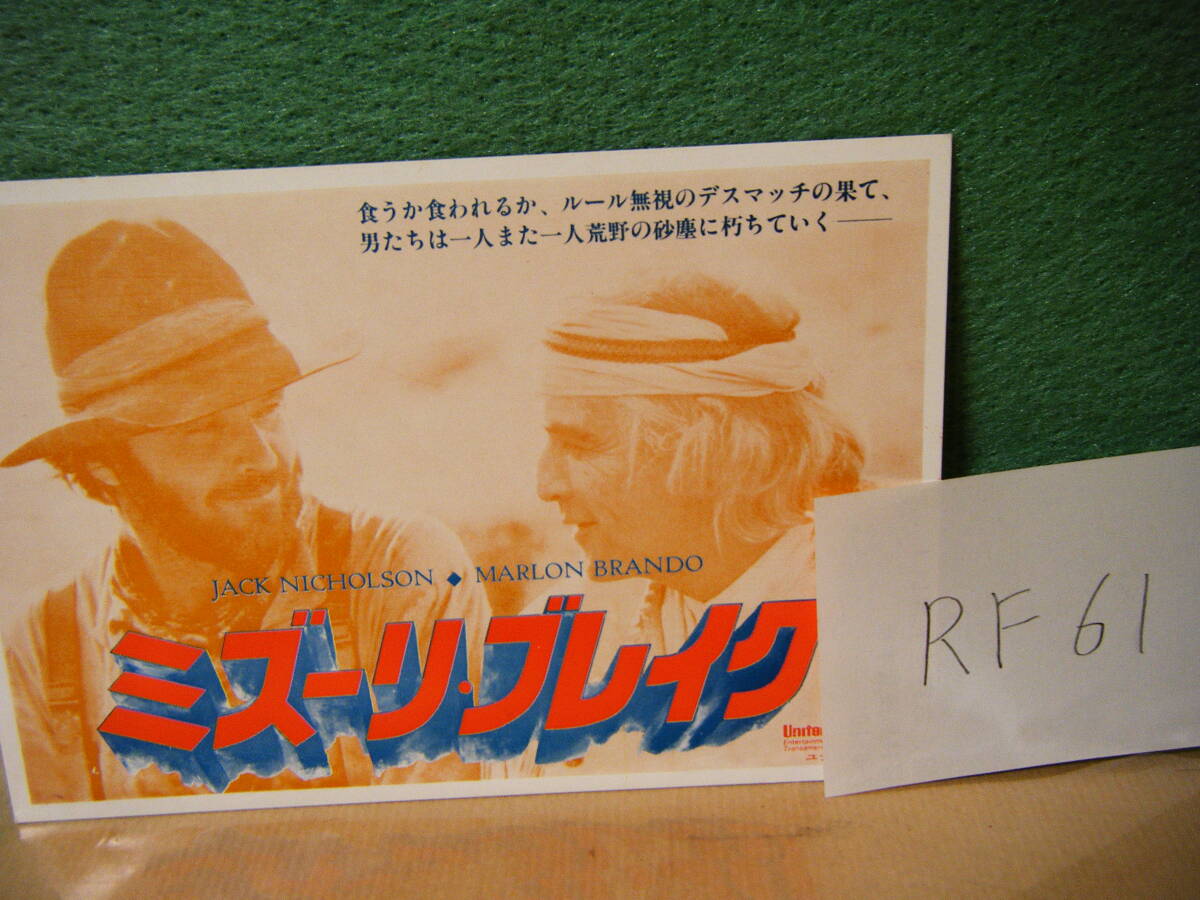 食うか食われるか、ルール無視のデスマッチの果て、
男たちは一人また一人荒野の砂塵に朽ちていく――
JACK NICHOLSON ◆ MARLON BRANDO
ミズーリ・ブレイク
RF 61